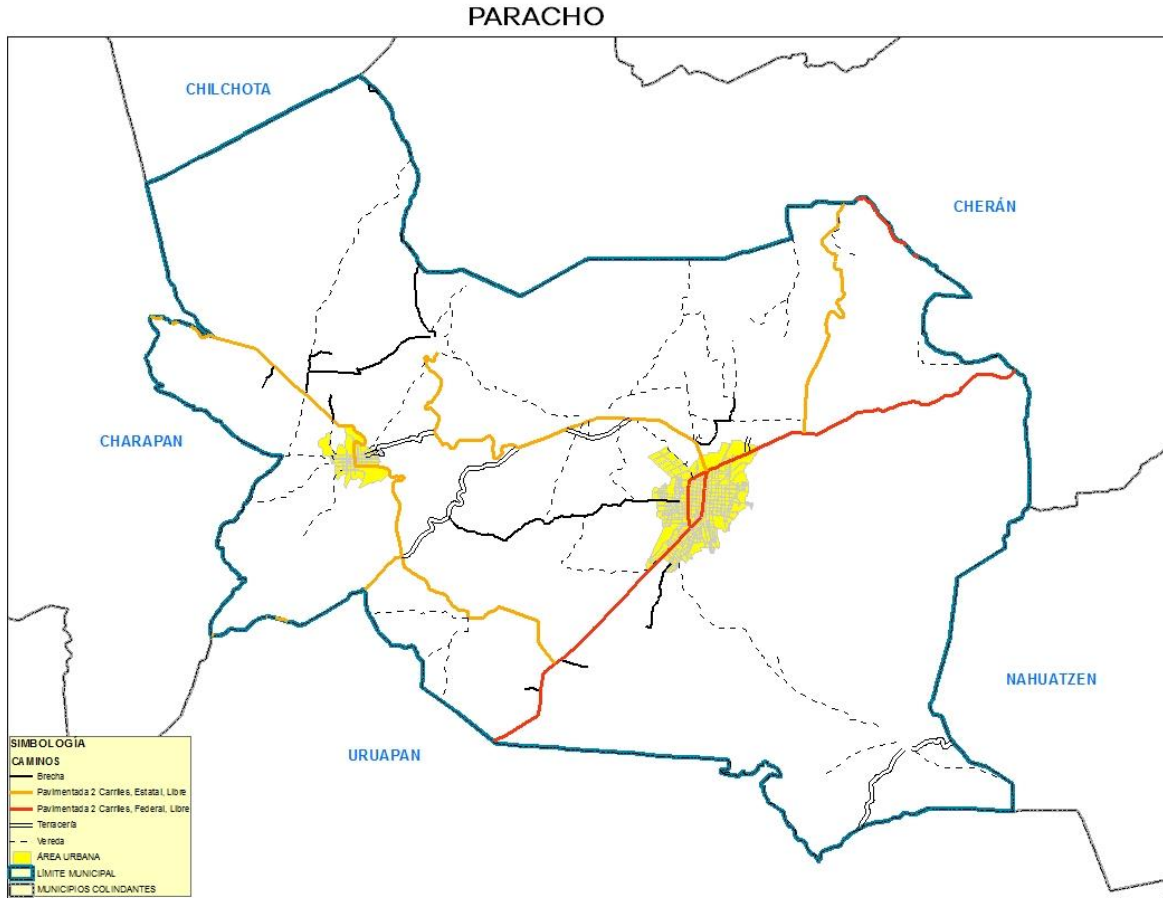 PARACHO
CHILCHOTA
CHERÁN
CHARAPAN
NAHUATZEN
URUAPAN
SIMBOLOGÍA
CAMINOS
Brecha
Pavimentada 2 Carriles, Estatal, Libre
Pavimentada 2 Carriles, Federal, Libre
Terracería
Vereda
ÁREA URBANA
LÍMITE MUNICIPAL
MUNICIPIOS COLINDANTES